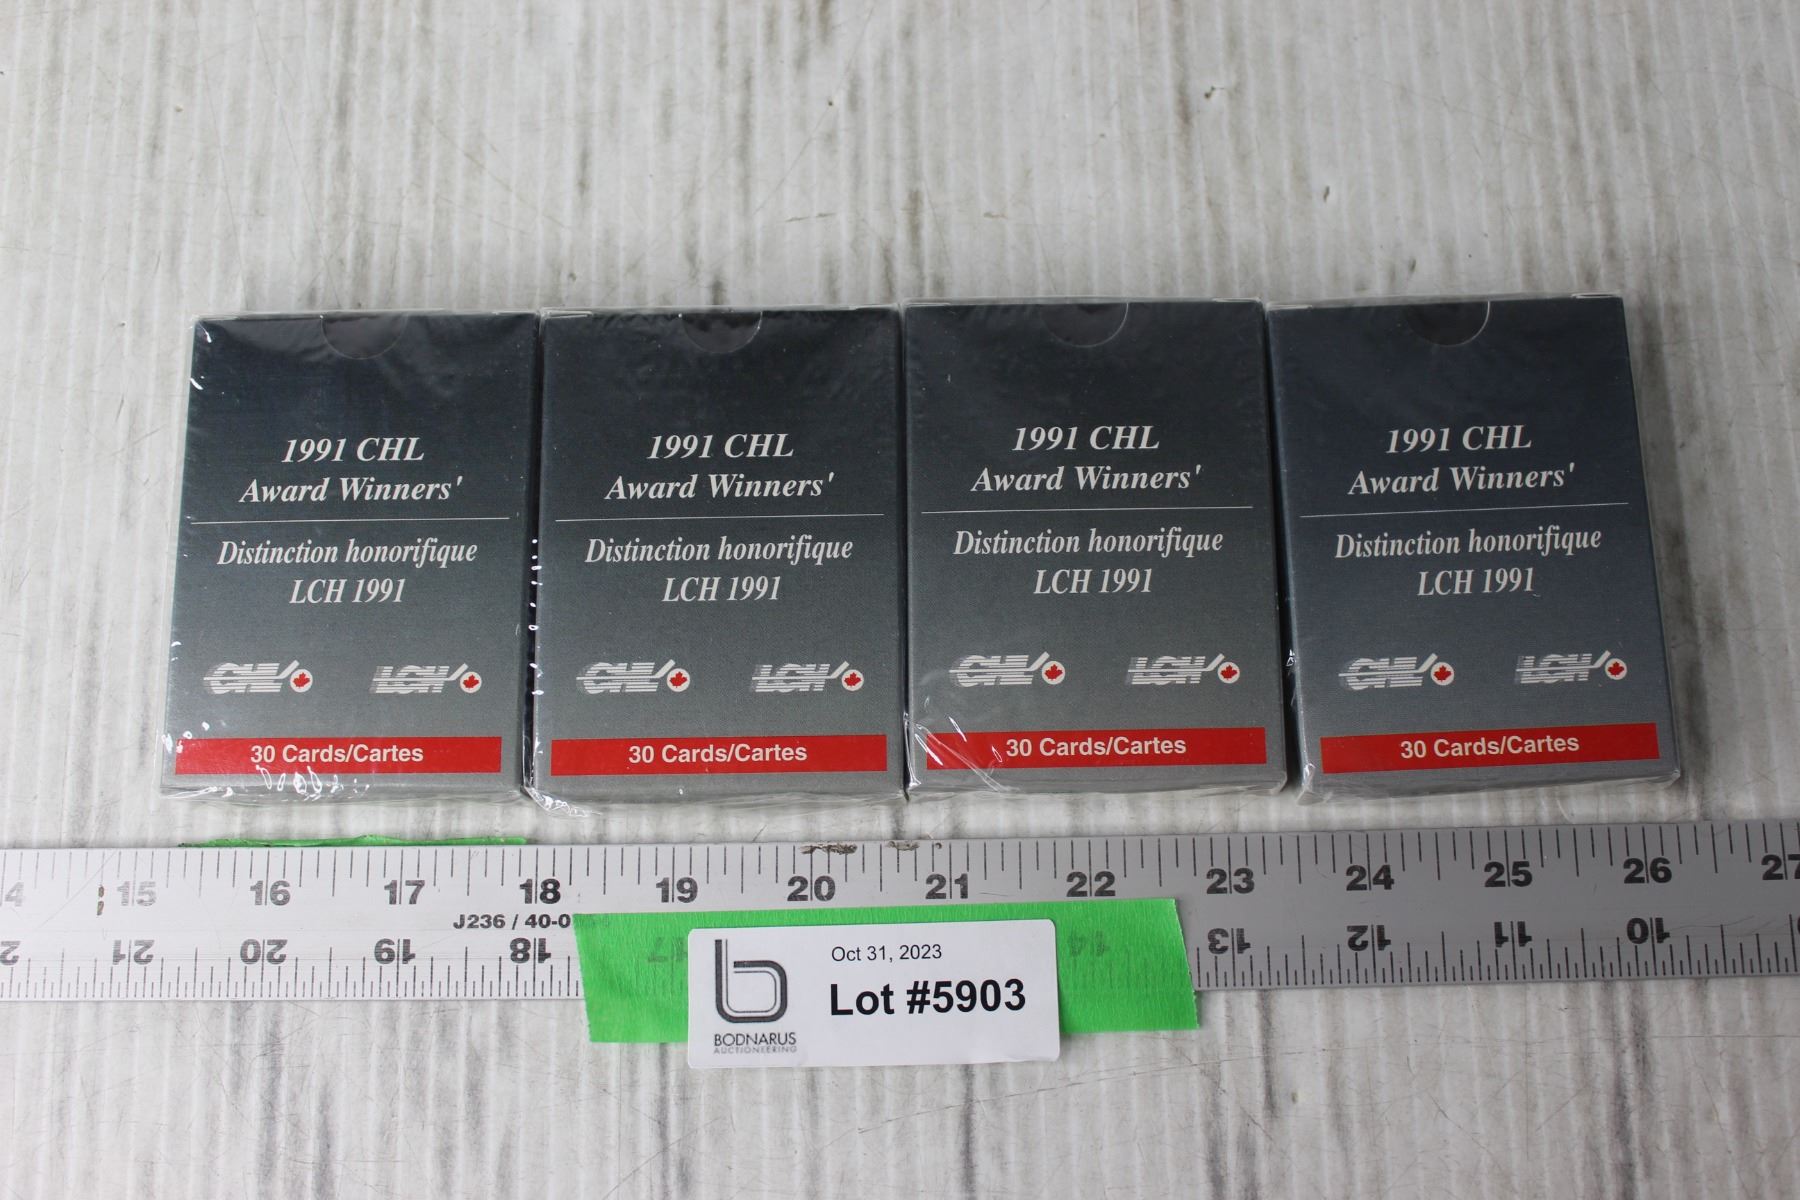 1991 CHL
Award Winners'
Distinction honorifique
LCH 1991
CHL LCH
30 Cards/Cartes
1991 CHL
Award Winners'
Distinction honorifique
LCH 1991
CHL LCH
30 Cards/Cartes
1991 CHL
Award Winners'
Distinction honorifique
LCH 1991
CHL LCH
30 Cards/Cartes
1991 CHL
Award Winners'
Distinction honorifique
LCH 1991
CHL LCH
30 Cards/Cartes
15 16 17 18 19 20 21 22 23 24 25 26 27
J236 / 40-0
21 20 19 18 17 14 13 12 11 10
Oct 31, 2023
Lot #5903
BODNARUS
AUCTIONEERING